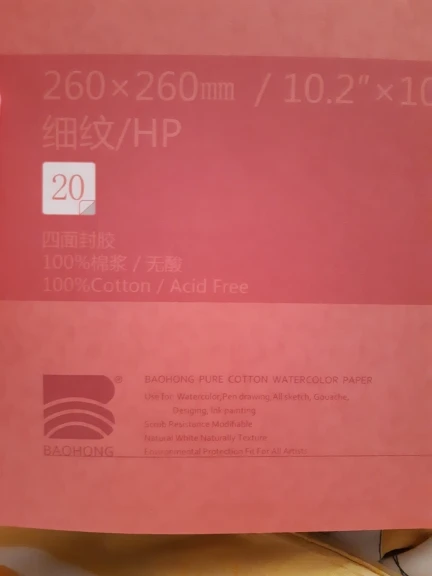 260×260mm / 10.2"×10
细纹/HP
20
四面封胶
100%棉浆 / 无酸
100%Cotton / Acid Free
BAOHONG PURE COTTON WATERCOLOR PAPER
Use for: Watercolor,Pen drawing, All sketch, Gouache,
painting
Modifiable
Natural White Naturally Texture
Environmental Protection Fit For All Artists
®
BAOHONG